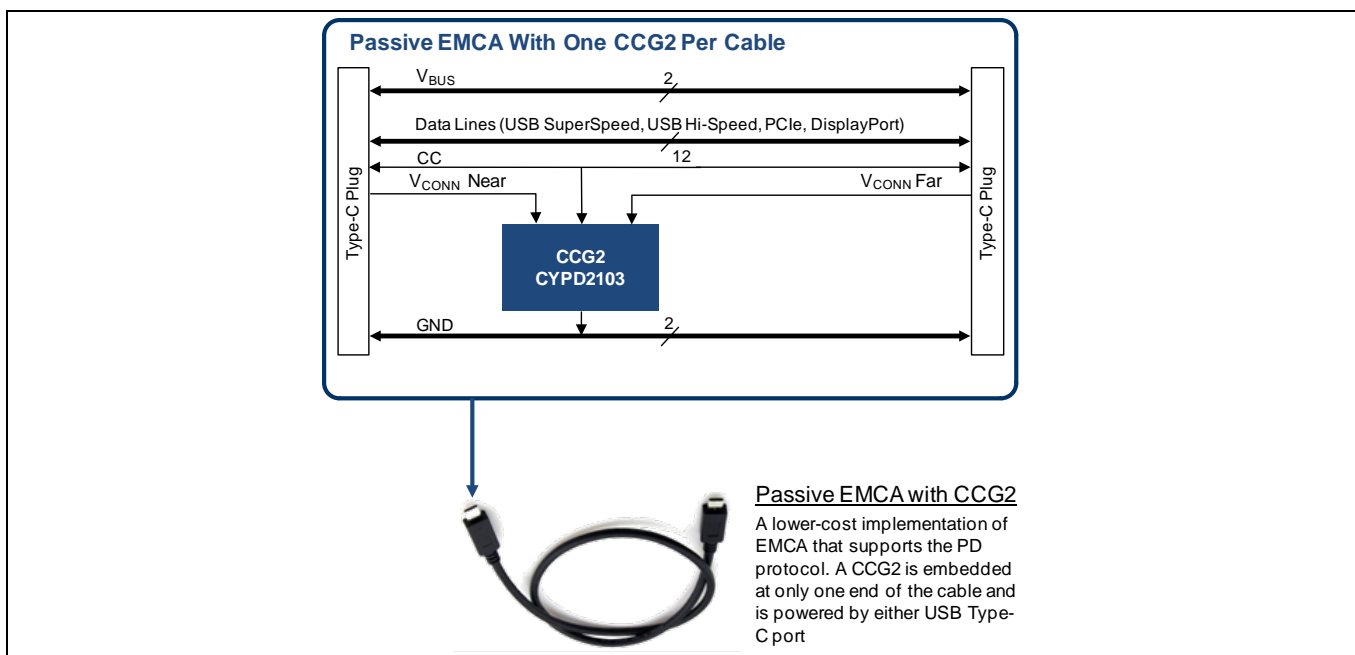 Passive EMCA With One CCG2 Per Cable
VBUS
2
Data Lines (USB SuperSpeed, USB Hi-Speed, PCIe, DisplayPort)
CC
12
VCONN Near
VCONN Far
Type-C Plug
Type-C Plug
CCG2
CYPD2103
GND
2
Passive EMCA with CCG2
A lower-cost implementation of
EMCA that supports the PD
protocol. A CCG2 is embedded
at only one end of the cable and
is powered by either USB Type-
C port